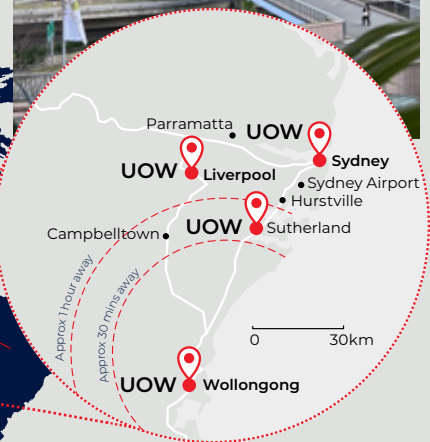 Parramatta
UOW
Sydney
UOW
Liverpool
Sydney Airport
Hurstville
UOW
Sutherland
Campbelltown
Approx 1 hour away
Approx 30 mins away
0
30km
UOW
Wollongong